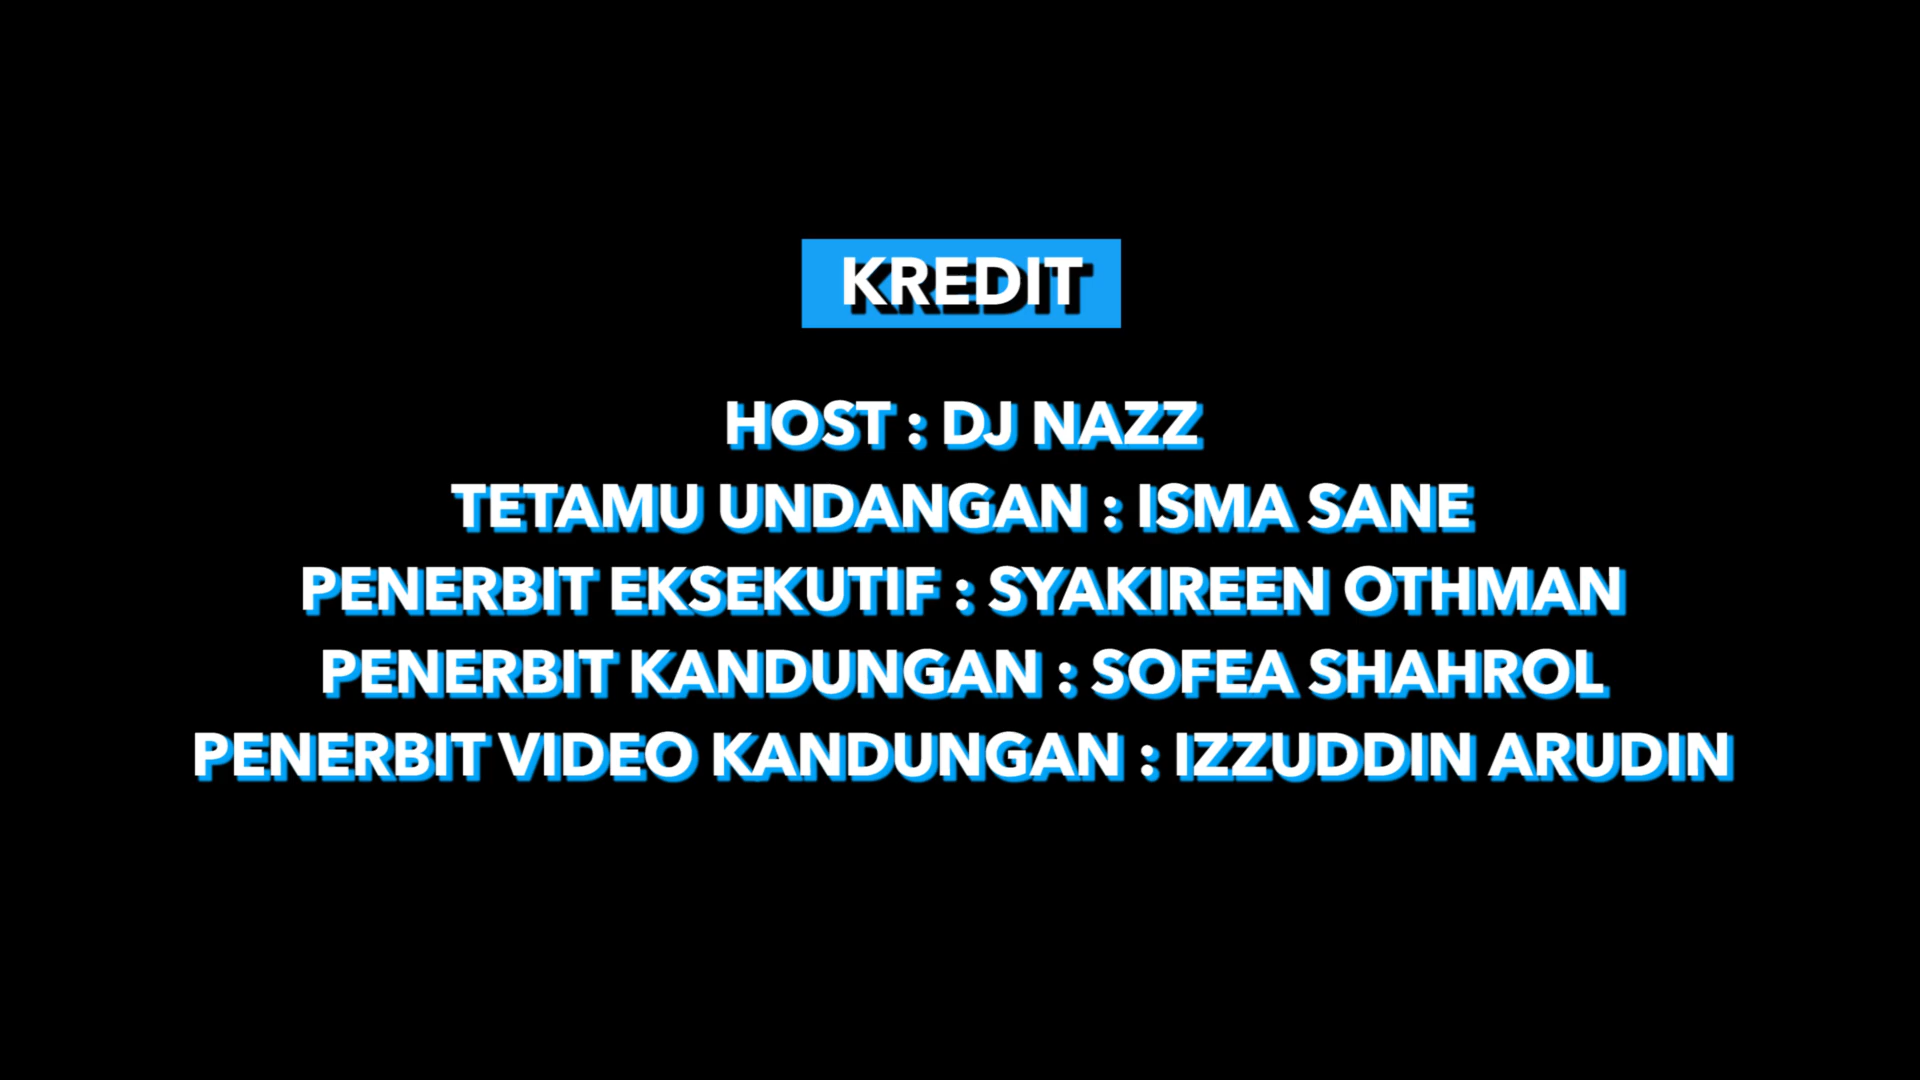 KREDIT
HOST : DJ NAZZ
TETAMU UNDANGAN : ISMA SANE
PENERBIT EKSEKUTIF : SYAKIREEN OTHMAN
PENERBIT KANDUNGAN : SOFEA SHAHROL
PENERBIT VIDEO KANDUNGAN : IZZUDDIN ARUDIN